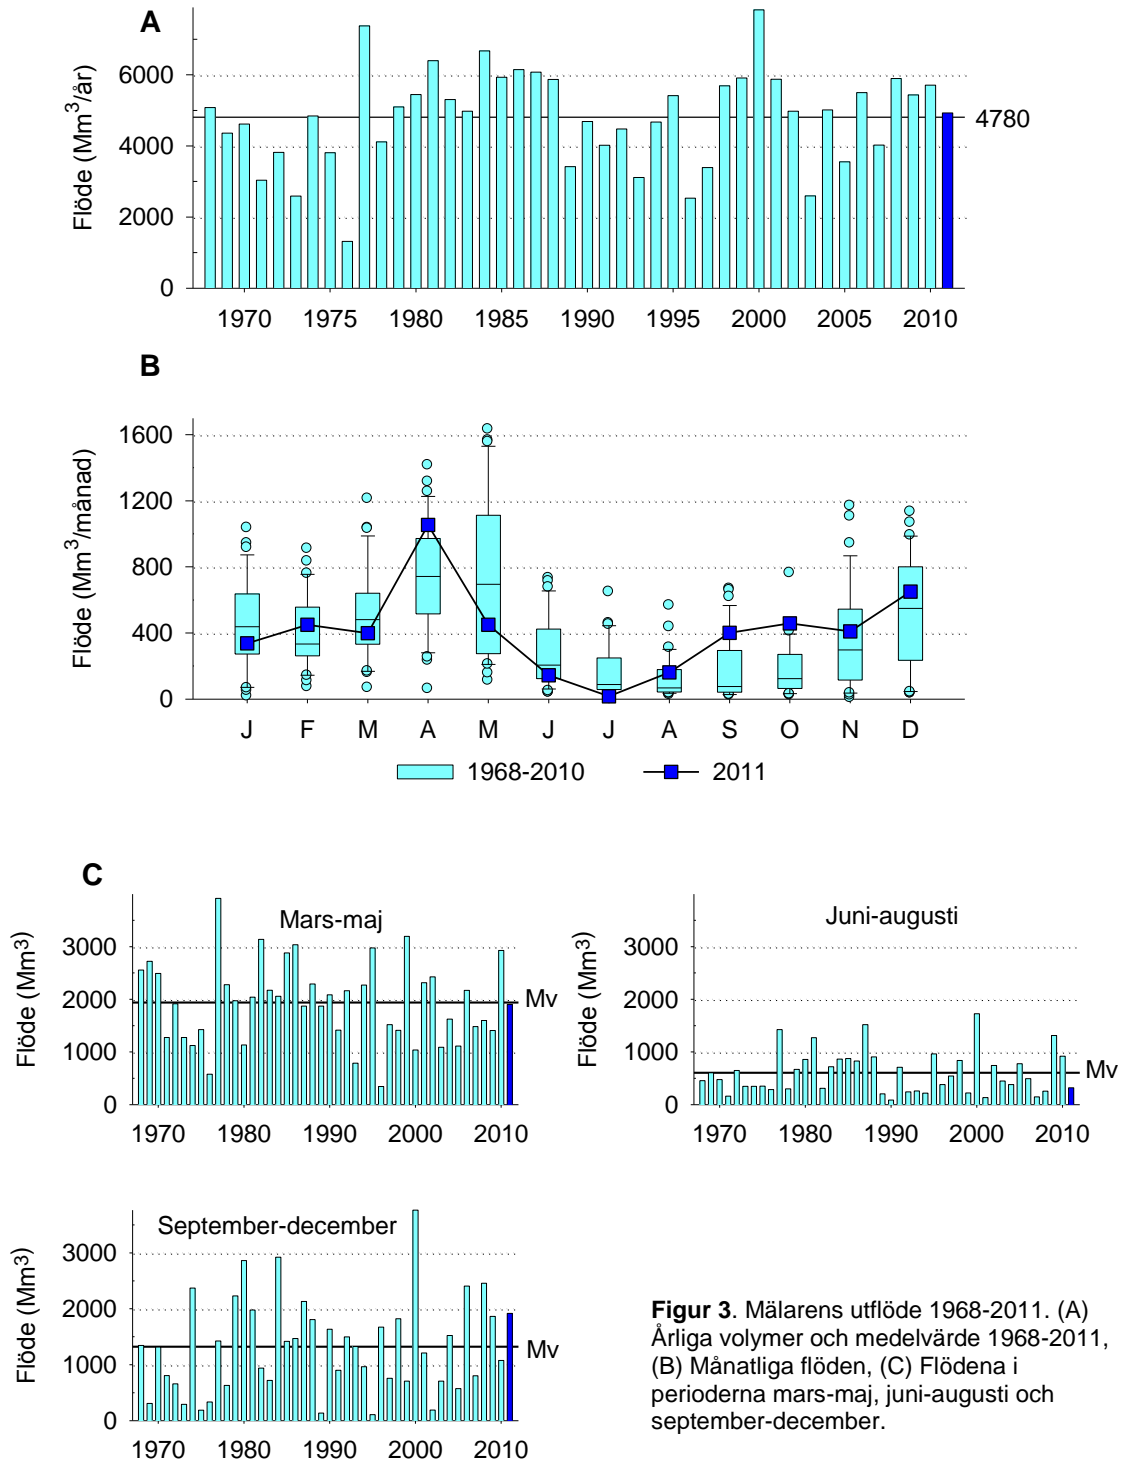 A
Flöde (Mm³/år)
6000
4000
2000
0
4780
1970 1975 1980 1985 1990 1995 2000 2005 2010
B
Flöde (Mm³/månad)
1600
1200
800
400
0
J F M A M J J A S O N D
1968-2010 2011
C
Mars-maj
Flöde (Mm³)
3000
2000
1000
0
Mv
1970 1980 1990 2000 2010
Juni-augusti
Flöde (Mm³)
3000
2000
1000
0
Mv
1970 1980 1990 2000 2010
September-december
Flöde (Mm³)
3000
2000
1000
0
Mv
1970 1980 1990 2000 2010
Figur 3. Mälarens utflöde 1968-2011. (A)
Årliga volymer och medelvärde 1968-2011,
(B) Månatliga flöden, (C) Flödena i
perioderna mars-maj, juni-augusti och
september-december.